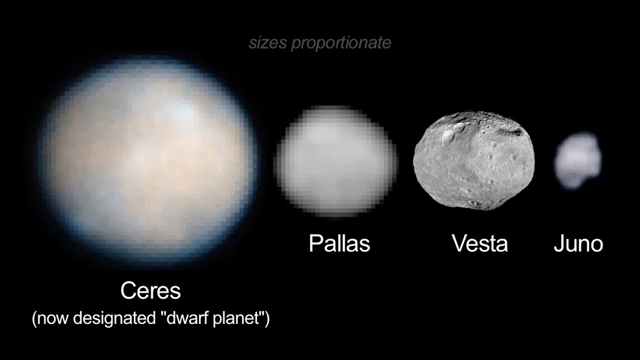 sizes proportionate
Pallas
Vesta
Juno
Ceres
(now designated "dwarf planet")